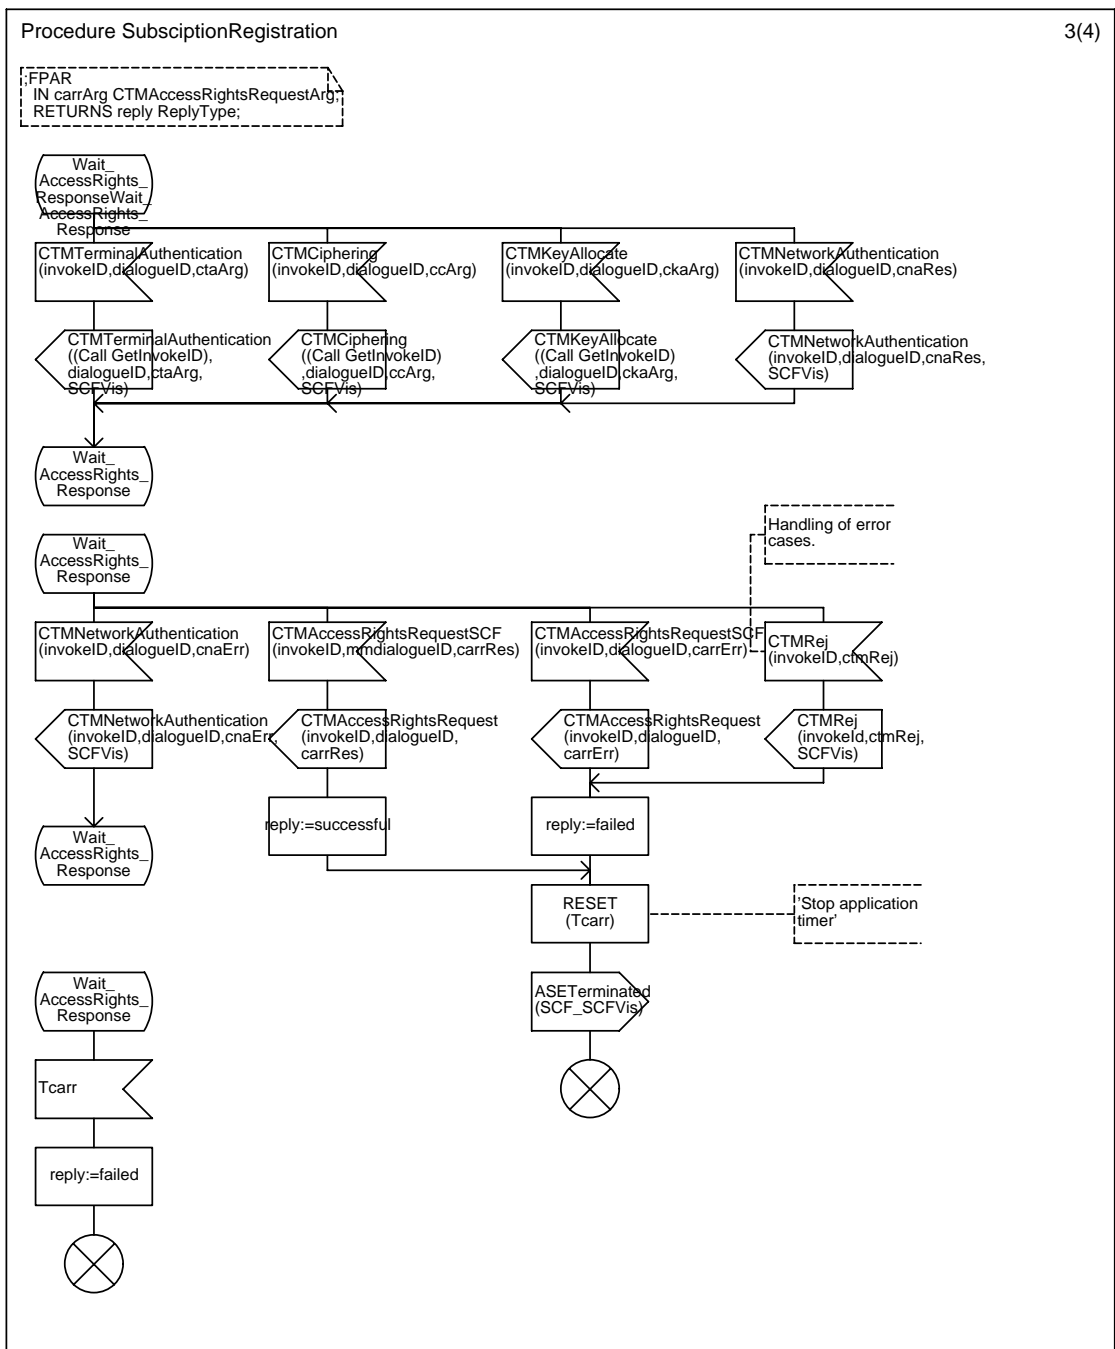 Procedure SubsciptionRegistration
3(4)
;FPAR
IN carrArg CTMAccessRightsRequestArg;
RETURNS reply ReplyType;
Wait_
AccessRights_
ResponseWait_
AccessRights_
Response
CTMTerminalAuthentication
(invokeID,dialogueID,ctaArg)
CTMCiphering
(invokeID,dialogueID,ccArg)
CTMKeyAllocate
(invokeID,dialogueID,ckaArg)
CTMNetworkAuthentication
(invokeID,dialogueID,cnaRes)
CTMTerminalAuthentication
((Call GetInvokeID),
dialogueID,ctaArg,
SCFVis)
CTMCiphering
((Call GetInvokeID)
,dialogueID,ccArg,
SCFVis)
CTMKeyAllocate
((Call GetInvokeID)
,dialogueID,ckaArg,
SCFVis)
CTMNetworkAuthentication
(invokeID,dialogueID,cnaRes,
SCFVis)
Wait_
AccessRights_
Response
Handling of error
cases.
Wait_
AccessRights_
Response
CTMNetworkAuthentication
(invokeID,dialogueID,cnaErr)
CTMAccessRightsRequestSCF
(invokeID,mmdialogueID,carrRes)
CTMAccessRightsRequestSCF
(invokeID,dialogueID,carrErr)
CTMRej
(invokeID,ctmRej)
CTMNetworkAuthentication
(invokeID,dialogueID,cnaErr,
SCFVis)
CTMAccessRightsRequest
(invokeID,dialogueID,
carrRes)
CTMAccessRightsRequest
(invokeID,dialogueID,
carrErr)
CTMRej
(invokeId,ctmRej,
SCFVis)
reply:=successful
reply:=failed
Wait_
AccessRights_
Response
RESET
(Tcarr)
'Stop application
timer'
Wait_
AccessRights_
Response
ASETerminated
(SCF_SCFVis)
Tcarr
reply:=failed